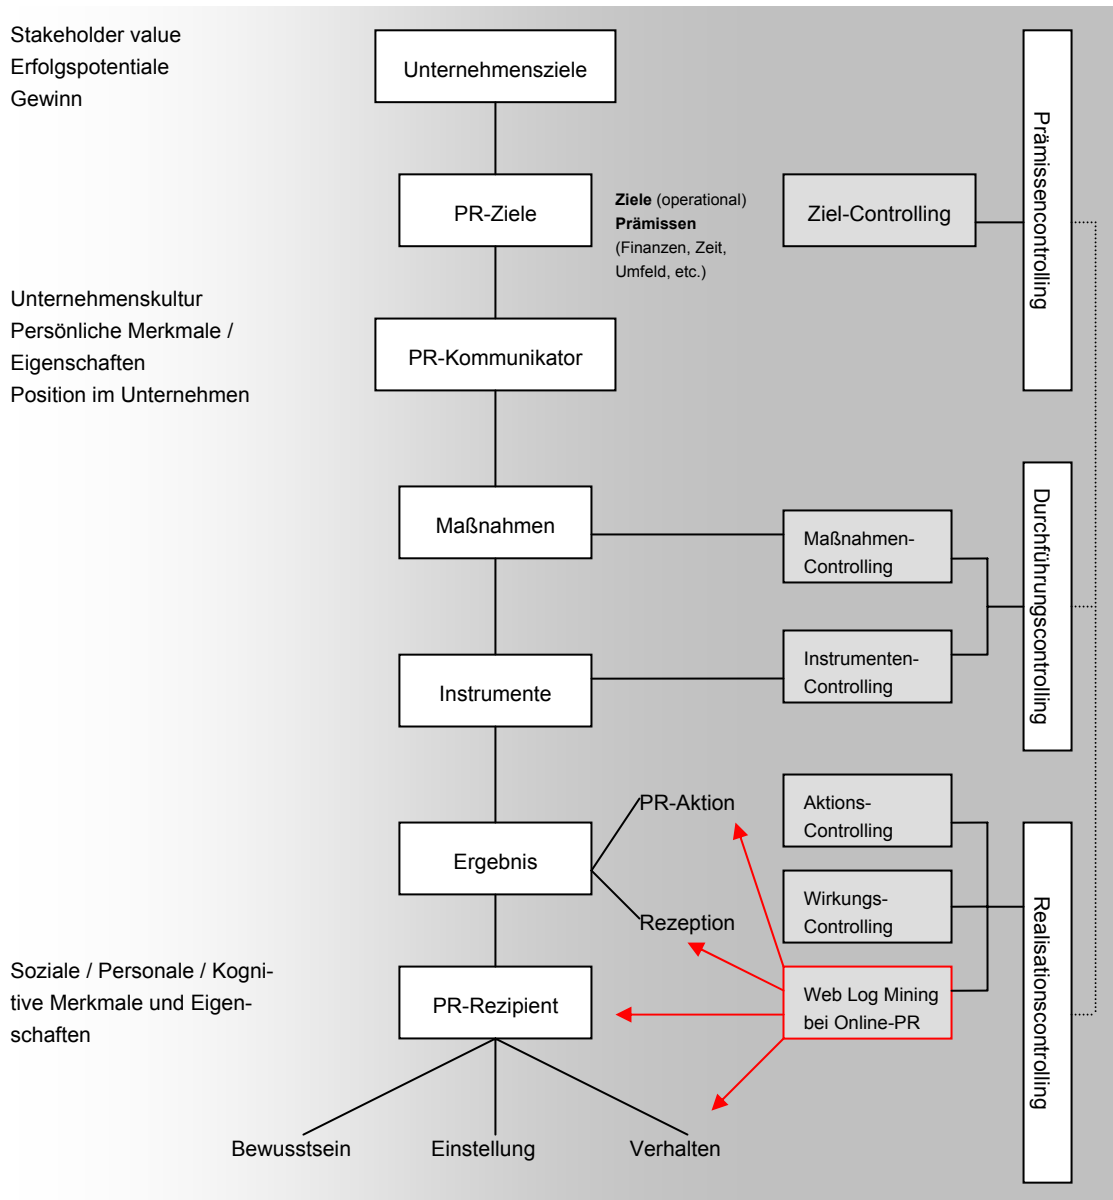 Stakeholder value
Erfolgspotentiale
Gewinn
Unternehmensziele
Prämissencontrolling
PR-Ziele
Ziele (operational)
Prämissen
(Finanzen, Zeit,
Umfeld, etc.)
Ziel-Controlling
Unternehmenskultur
Persönliche Merkmale /
Eigenschaften
Position im Unternehmen
PR-Kommunikator
Maßnahmen
Maßnahmen-
Controlling
Durchführungscontrolling
Instrumente
Instrumenten-
Controlling
Ergebnis
PR-Aktion
Rezeption
Aktions-
Controlling
Wirkungs-
Controlling
Realisationscontrolling
Soziale / Personale / Kogni-
tive Merkmale und Eigen-
schaften
PR-Rezipient
Web Log Mining
bei Online-PR
Bewusstsein
Einstellung
Verhalten